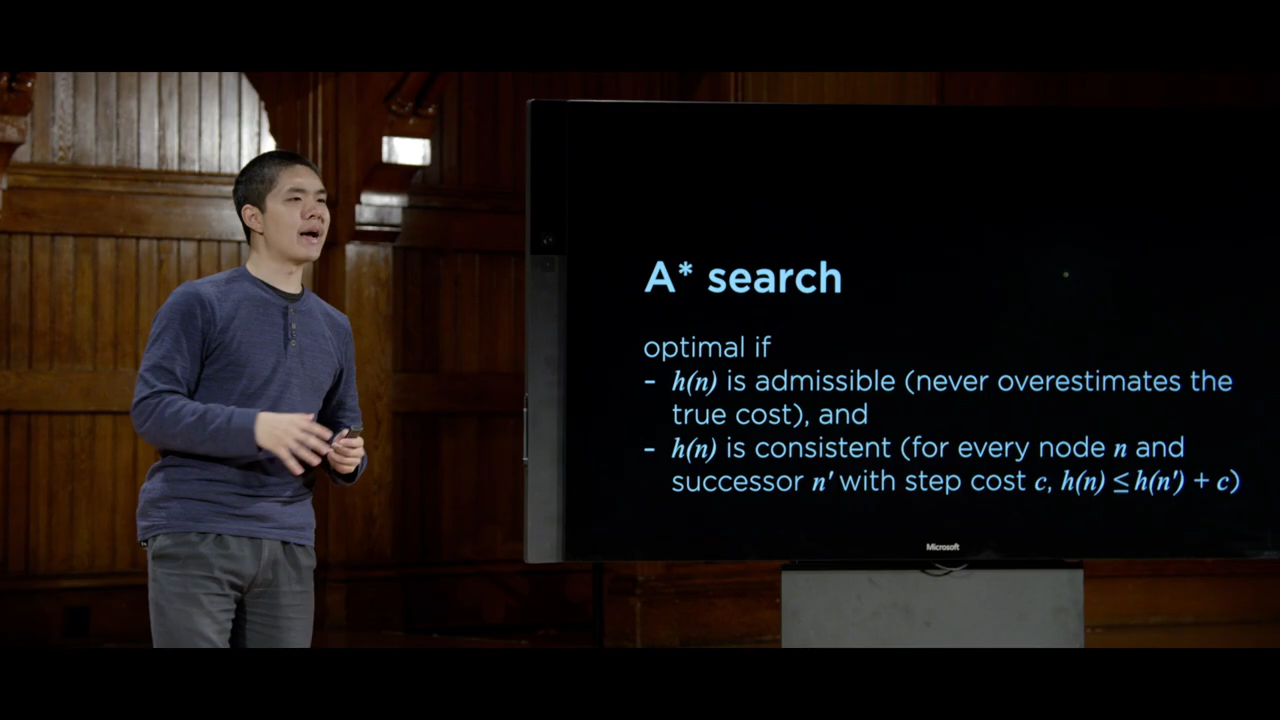 A* search
optimal if
- h(n) is admissible (never overestimates the
true cost), and
- h(n) is consistent (for every node n and
successor n' with step cost c, h(n) ≤ h(n') + c)
Microsoft